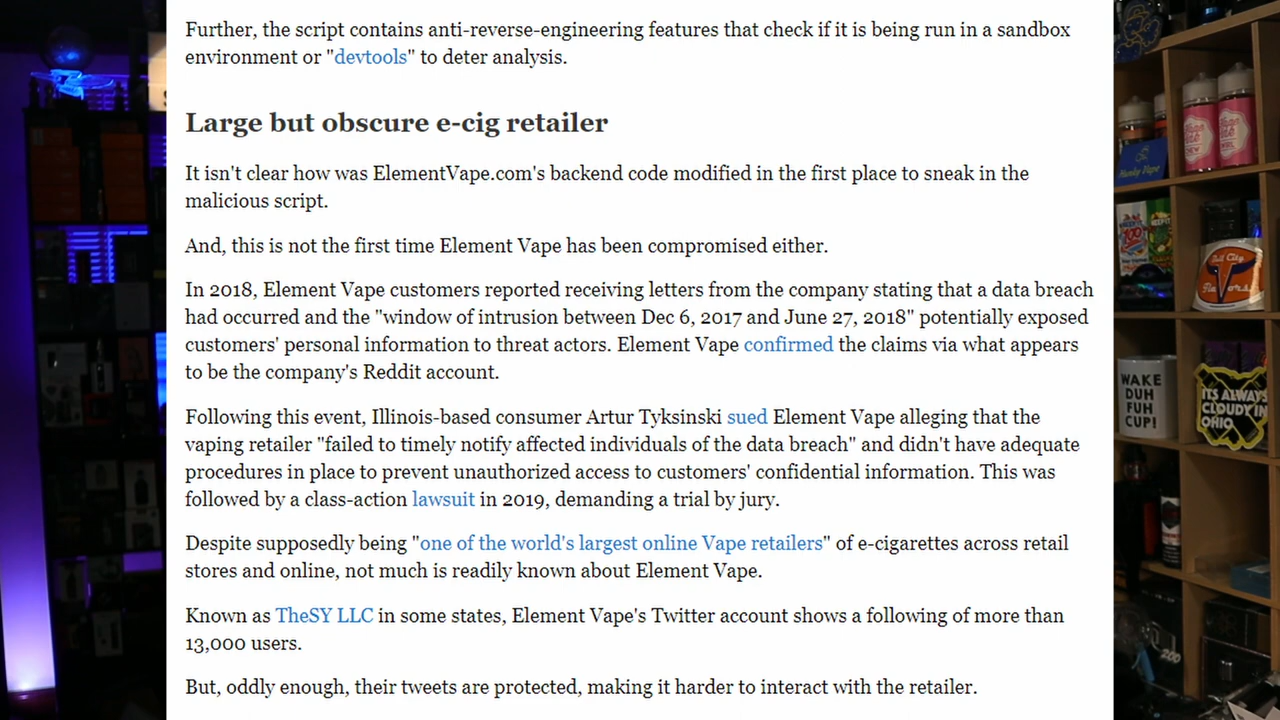 Further, the script contains anti-reverse-engineering features that check if it is being run in a sandbox
environment or "devtools" to deter analysis.
Large but obscure e-cig retailer
It isn't clear how was ElementVape.com's backend code modified in the first place to sneak in the
malicious script.
And, this is not the first time Element Vape has been compromised either.
In 2018, Element Vape customers reported receiving letters from the company stating that a data breach
had occurred and the "window of intrusion between Dec 6, 2017 and June 27, 2018" potentially exposed
customers' personal information to threat actors. Element Vape confirmed the claims via what appears
to be the company's Reddit account.
Following this event, Illinois-based consumer Artur Tyksinski sued Element Vape alleging that the
vaping retailer "failed to timely notify affected individuals of the data breach" and didn't have adequate
procedures in place to prevent unauthorized access to customers' confidential information. This was
followed by a class-action lawsuit in 2019, demanding a trial by jury.
Despite supposedly being "one of the world's largest online Vape retailers" of e-cigarettes across retail
stores and online, not much is readily known about Element Vape.
Known as TheSY LLC in some states, Element Vape's Twitter account shows a following of more than
13,000 users.
But, oddly enough, their tweets are protected, making it harder to interact with the retailer.
WAKE
DUH
FUH
CUP!
ITS ALWAYS
CLOUDY IN
OHIO
200